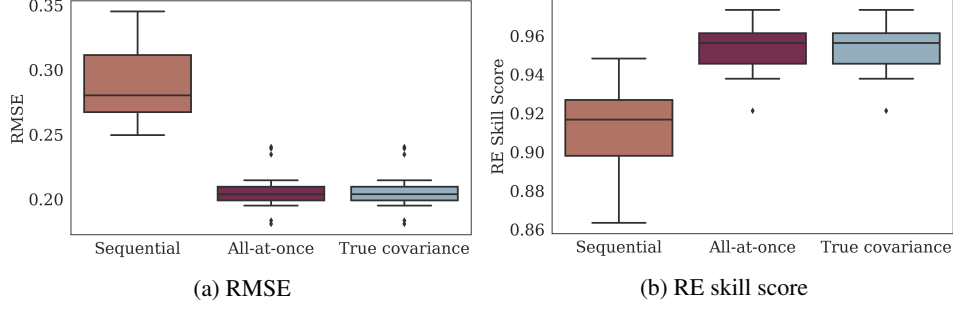 0.35
0.30
0.25
0.20
RMSE
Sequential All-at-once True covariance
(a) RMSE
0.96
0.94
0.92
0.90
0.88
0.86
RE Skill Score
Sequential All-at-once True covariance
(b) RE skill score